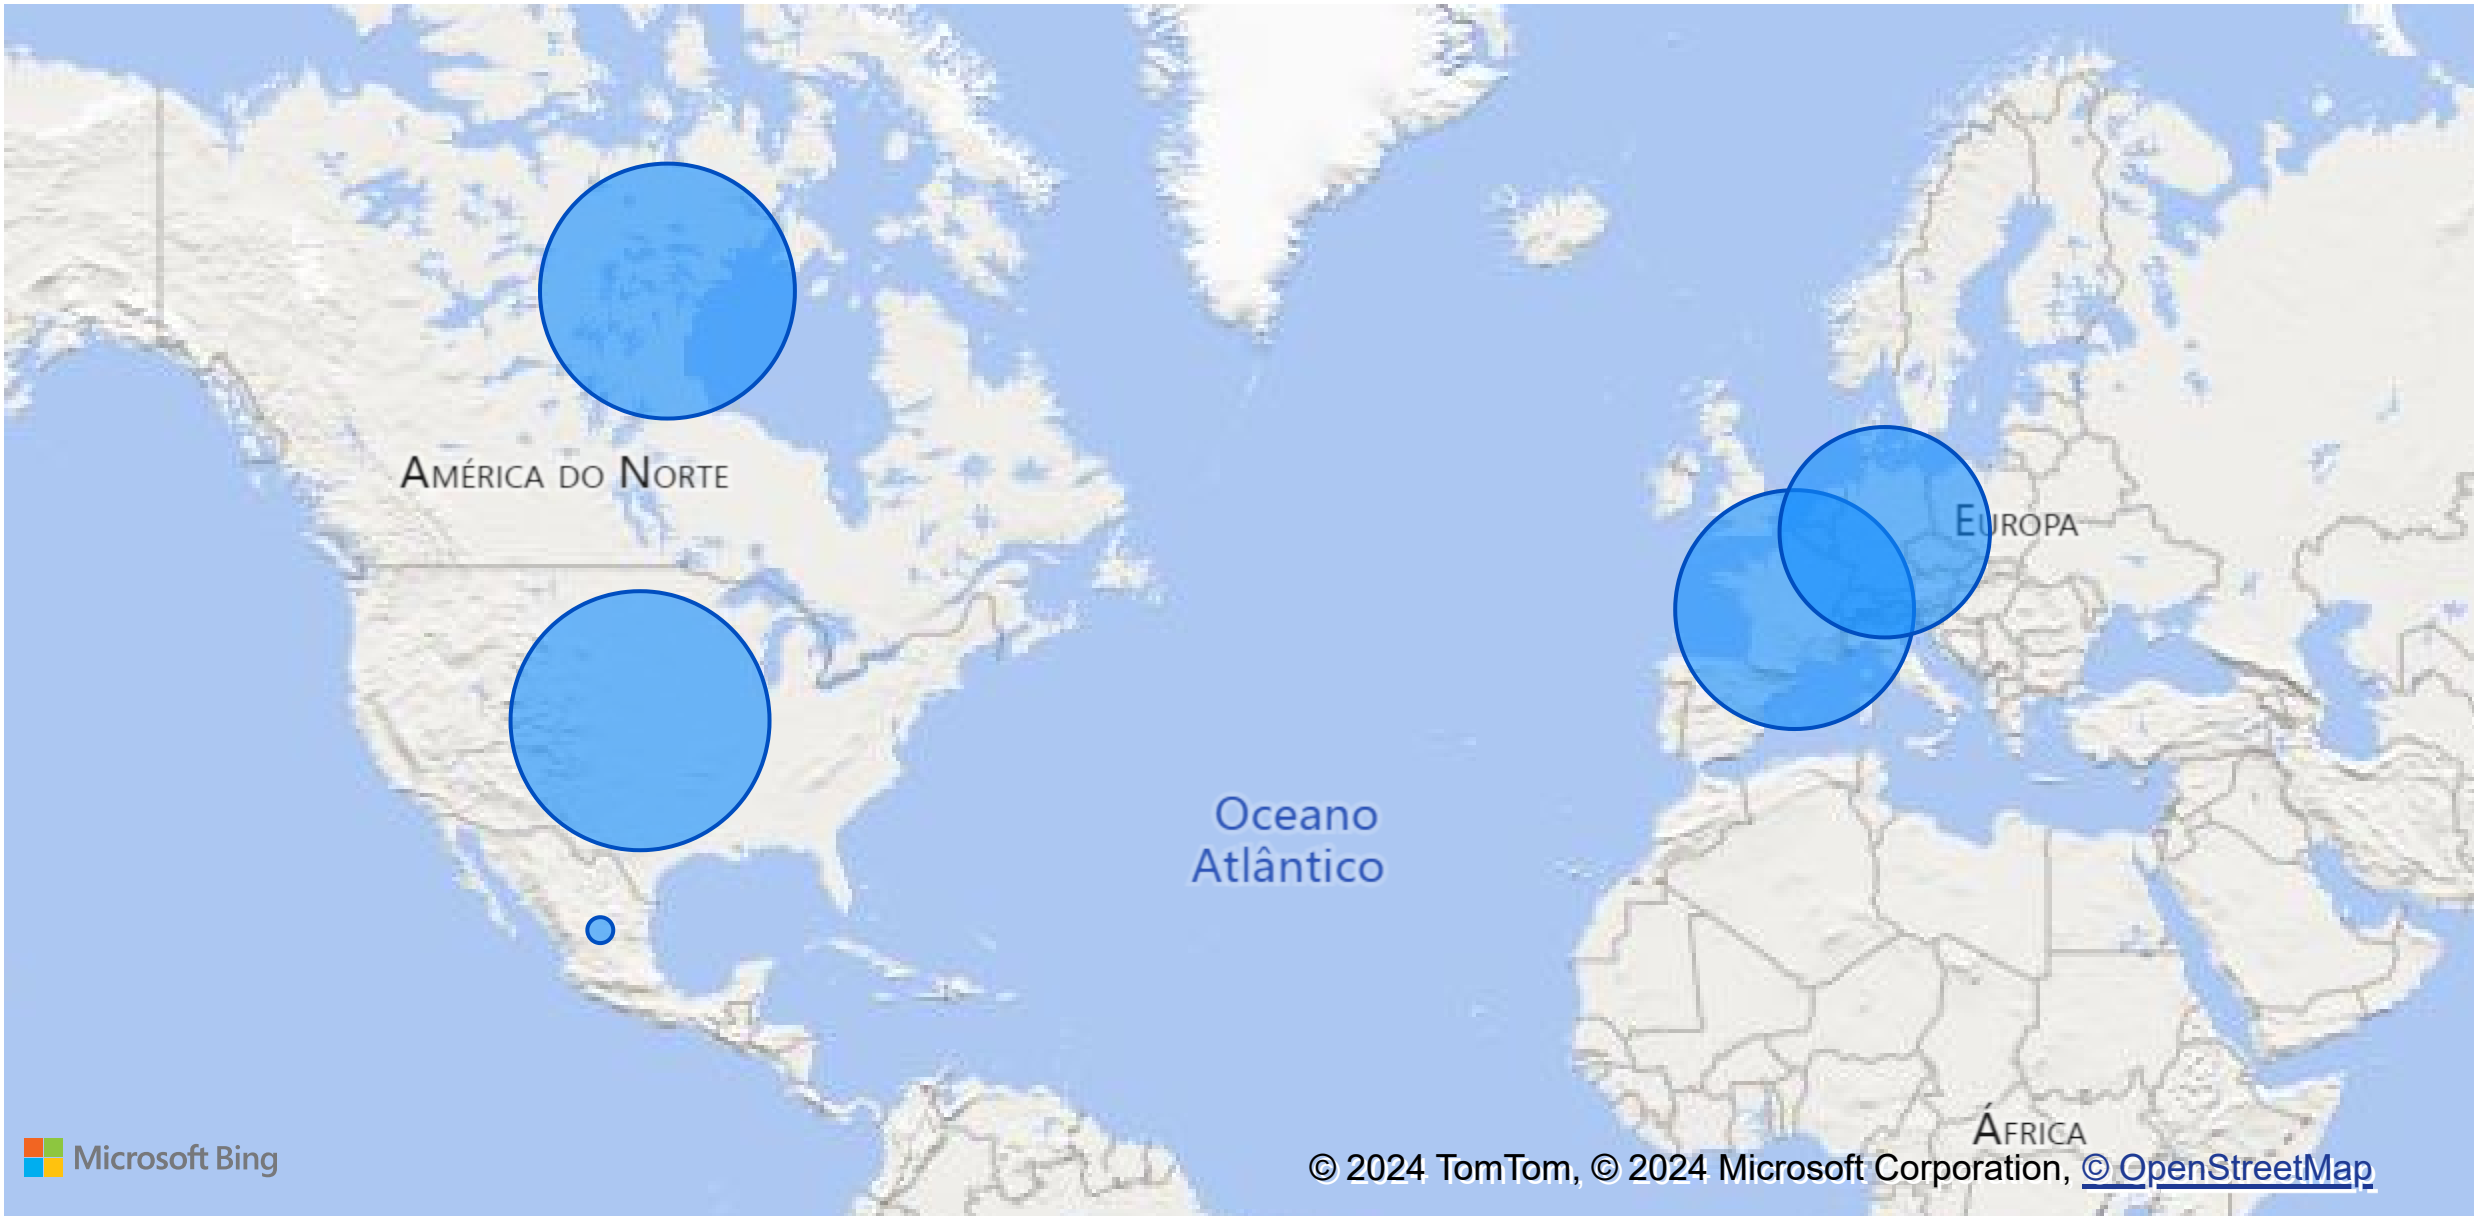 América do Norte
Europa
Oceano
Atlântico
África
Microsoft Bing
© 2024 TomTom, © 2024 Microsoft Corporation, © OpenStreetMap